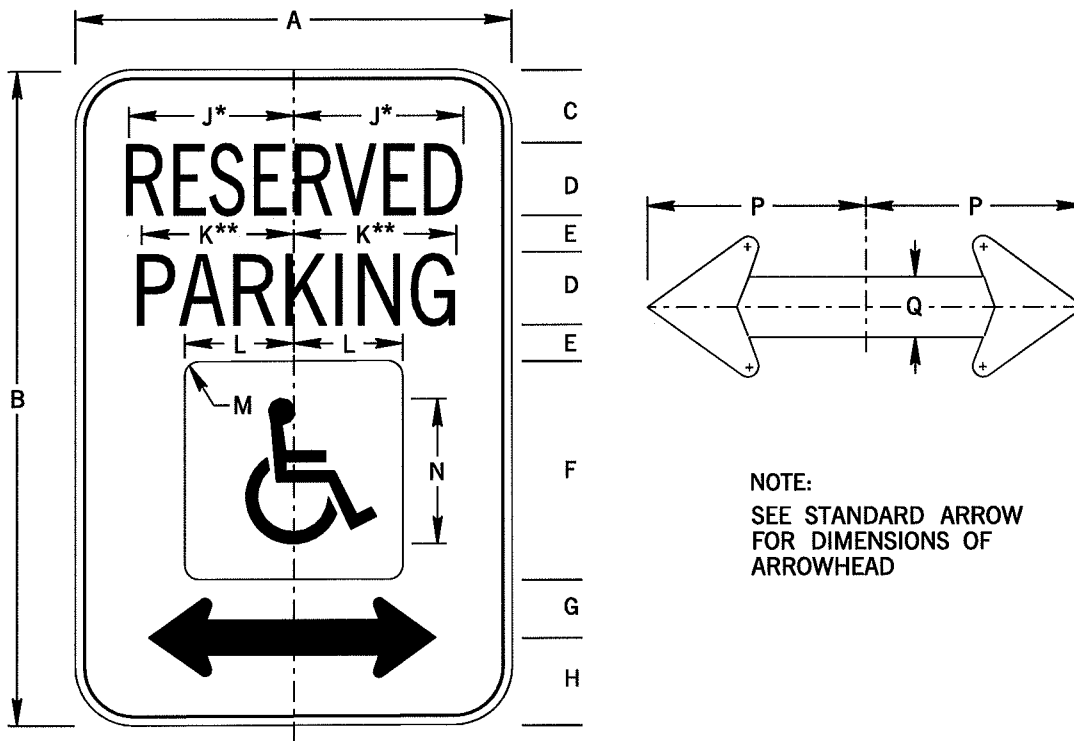 A
C
J* J*
RESERVED
D
P P
K** K**
E
PARKING
D
Q
L L
E
B
M
N
F
NOTE:
SEE STANDARD ARROW
FOR DIMENSIONS OF
ARROWHEAD
G
H